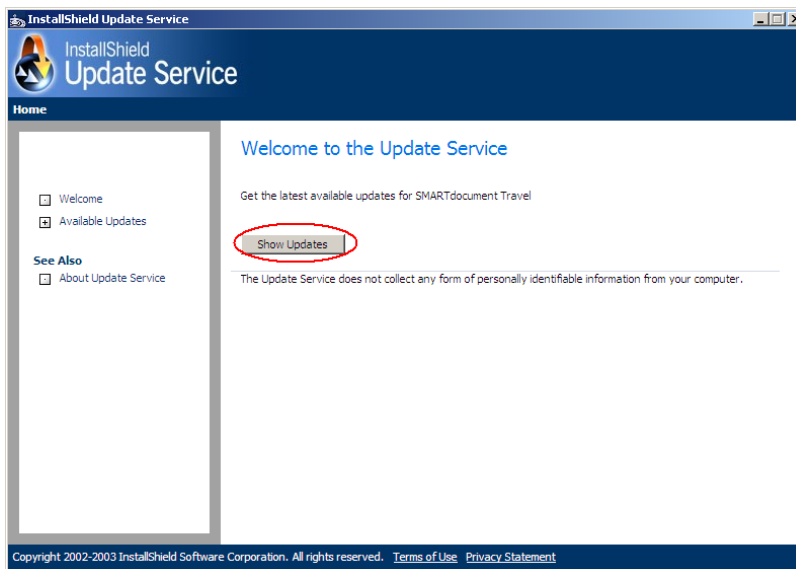 InstallShield Update Service
InstallShield
Update Service
Home
Welcome to the Update Service
Welcome
Get the latest available updates for SMARTdocument Travel
Available Updates
Show Updates
See Also
About Update Service
The Update Service does not collect any form of personally identifiable information from your computer.
Copyright 2002-2003 InstallShield Software Corporation. All rights reserved. Terms of Use Privacy Statement